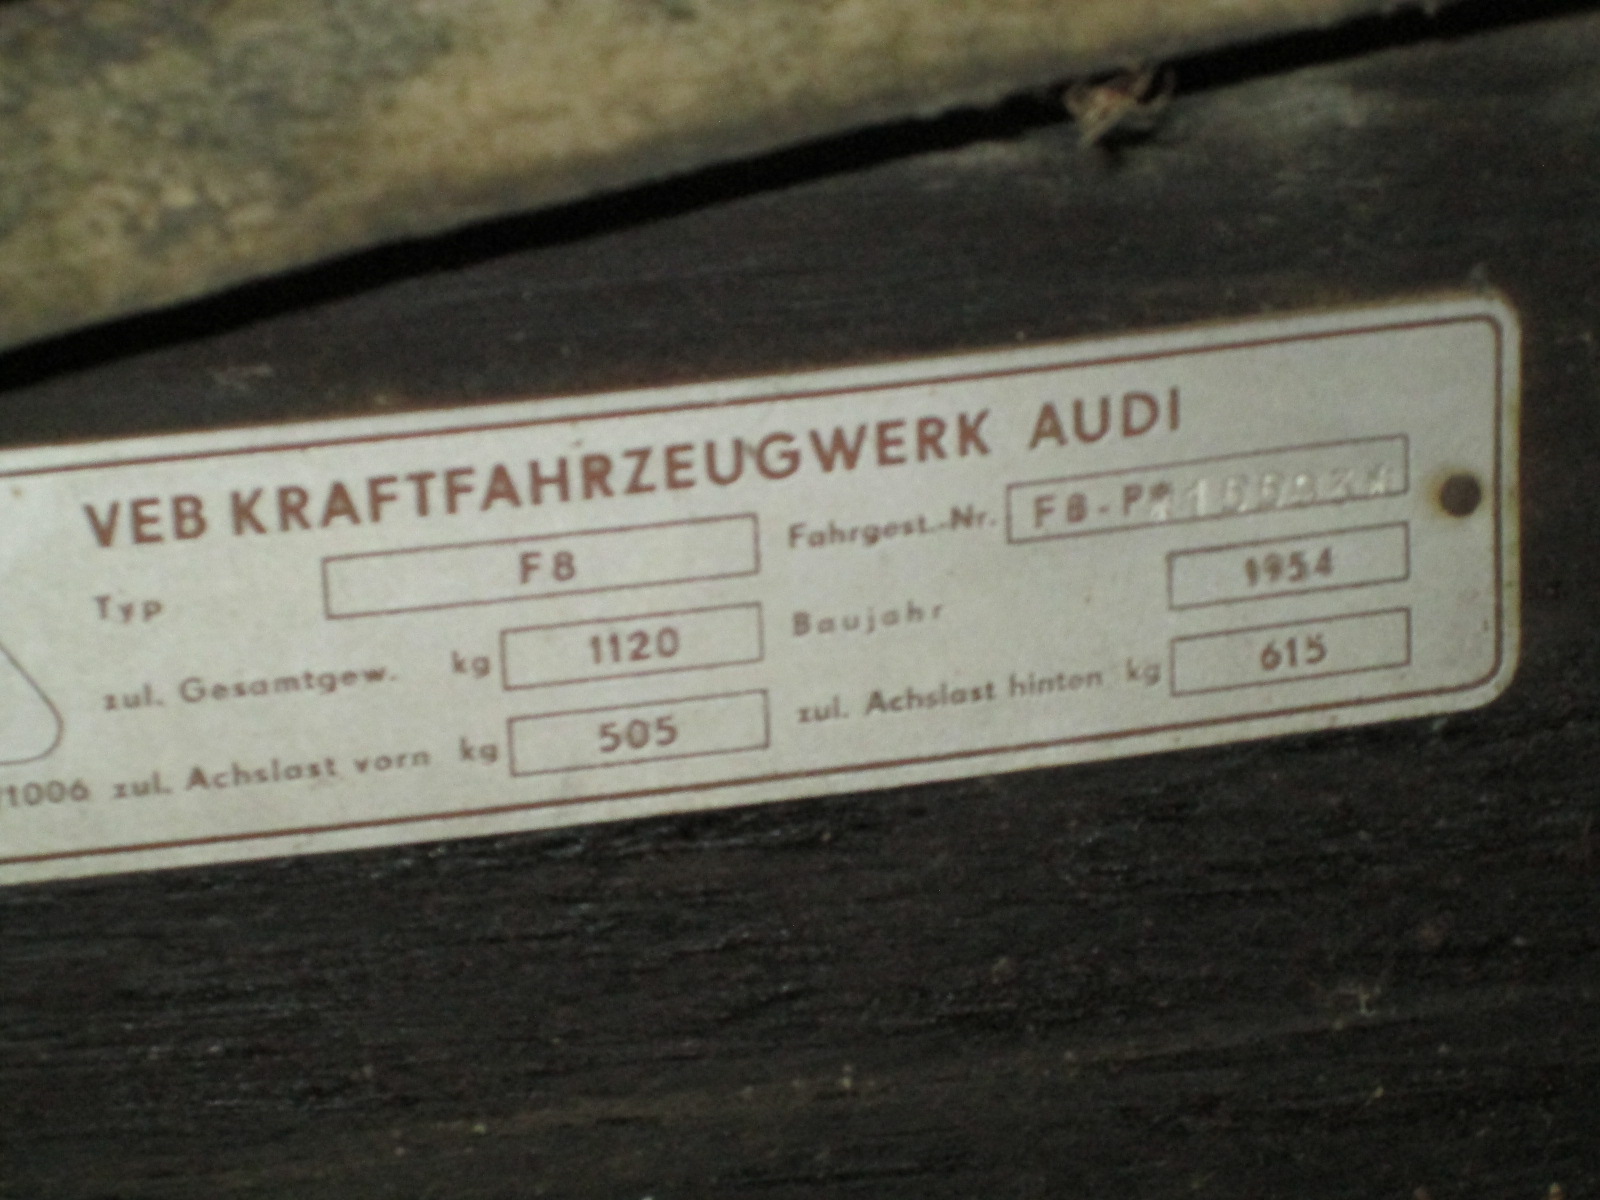 VEB KRAFTFAHRZEUGWERK AUDI
Typ F8 Fahrgest.-Nr. F8-P
zul. Gesamtgew. kg 1120 Baujahr 1954
1006 zul. Achslast vorn kg 505 zul. Achslast hinten kg 615